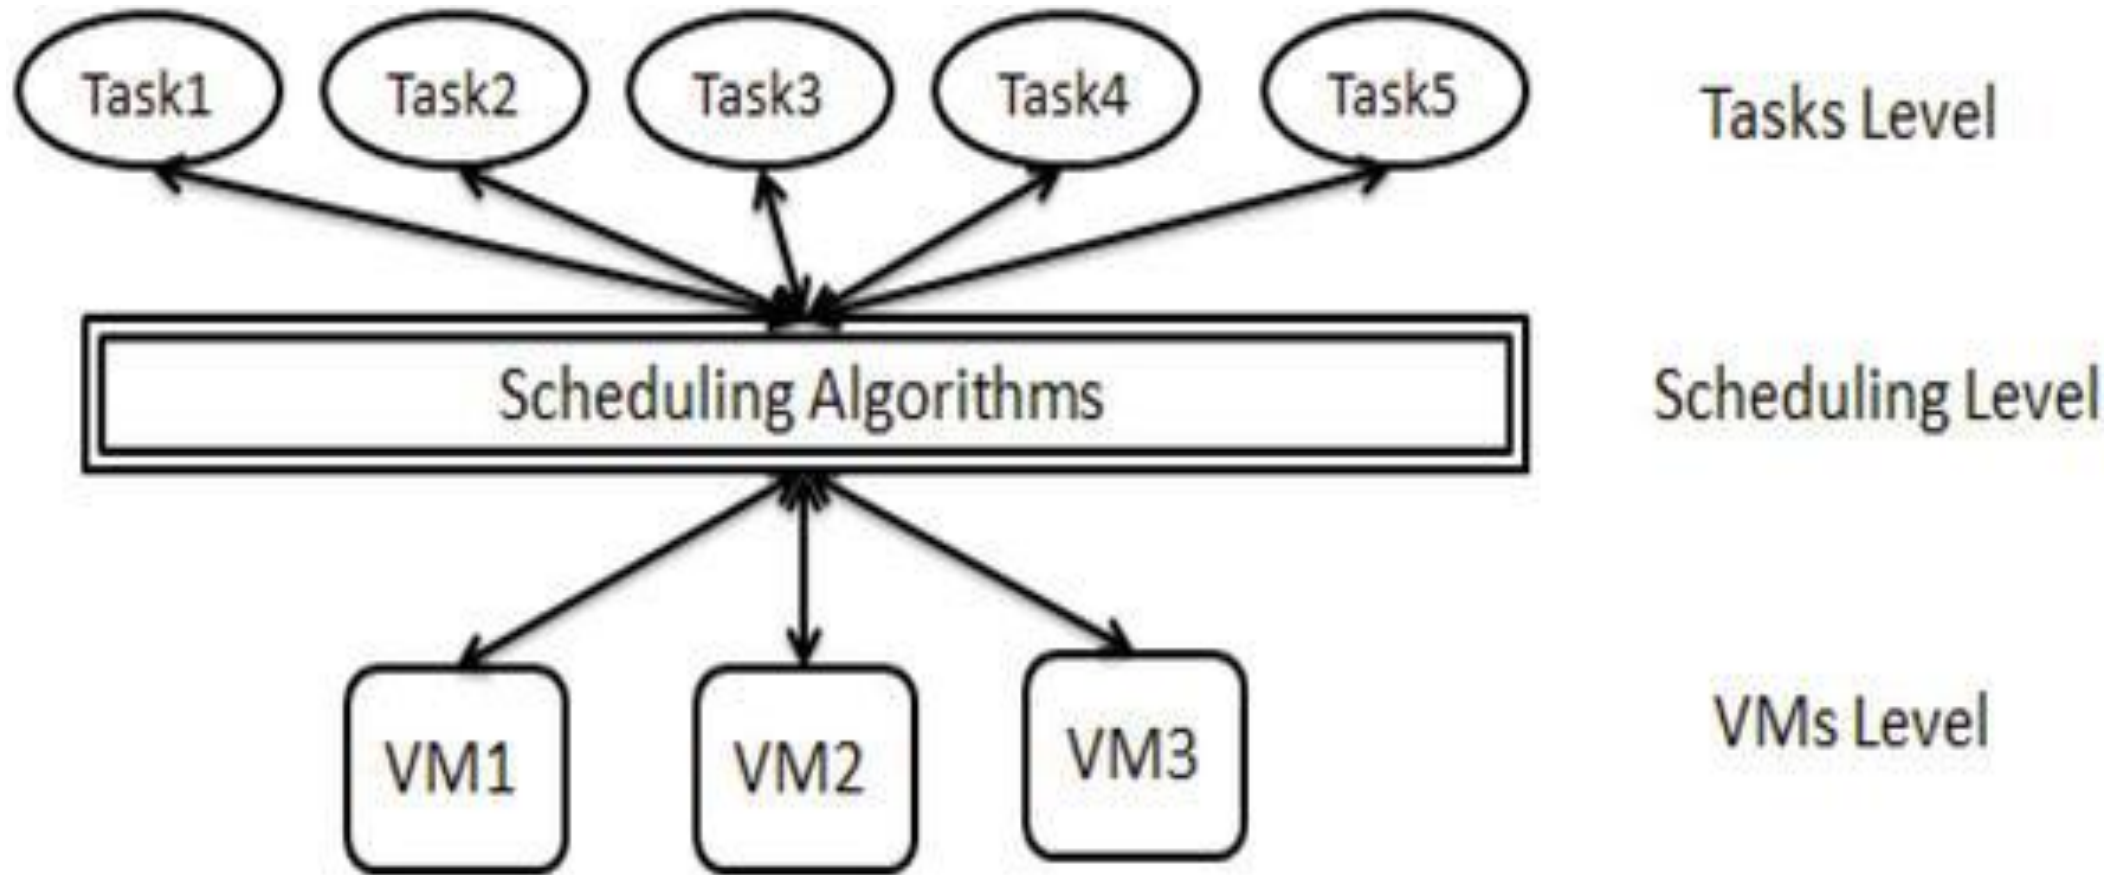 Task1 Task2 Task3 Task4 Task5 Tasks Level
Scheduling Algorithms Scheduling Level
VM1 VM2 VM3 VMs Level